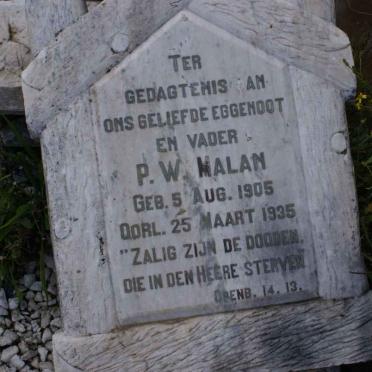 TER
GEDAGTENIS AN
ONS GELIEFDE EGGENOOT
EN VADER
P. W. MALAN
GEB. 5 AUG. 1905
OORL. 25 MAART 1935
"ZALIG ZIJN DE DOODEN.
DIE IN DEN HEERE STERVEN
OPENB. 14. 13.